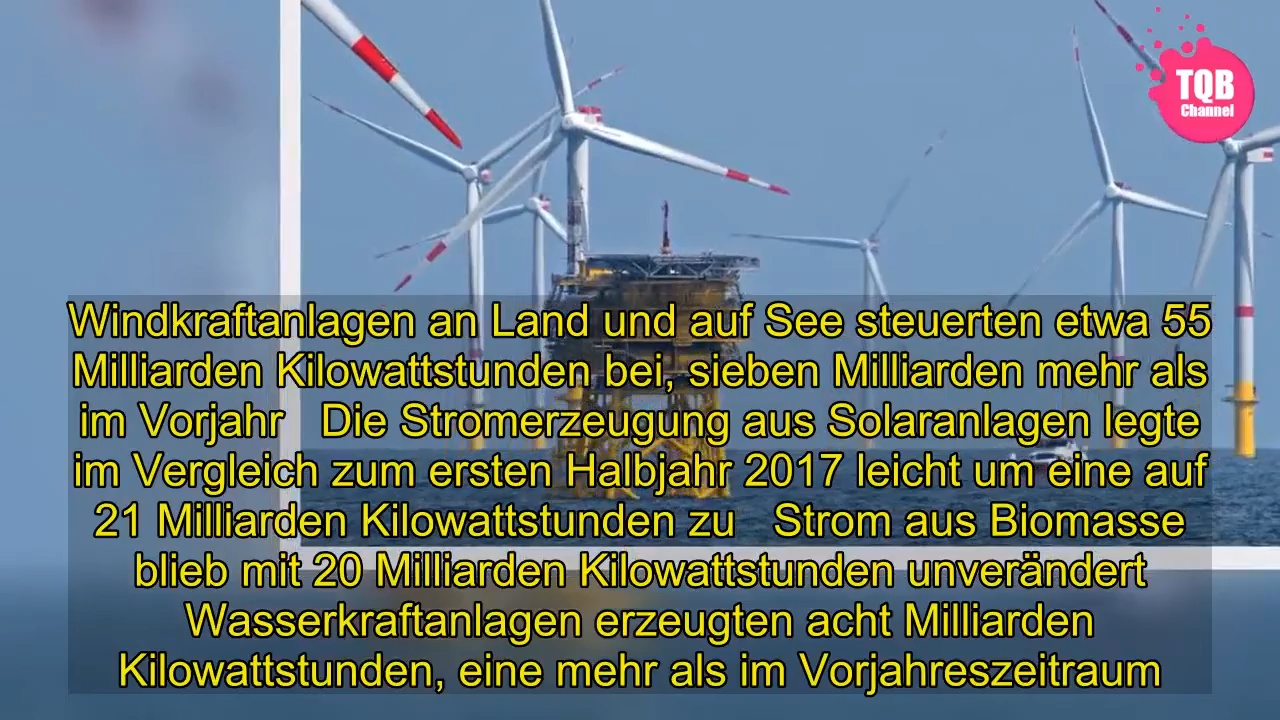 TQB
Channel
Windkraftanlagen an Land und auf See steuerten etwa 55
Milliarden Kilowattstunden bei, sieben Milliarden mehr als
im Vorjahr   Die Stromerzeugung aus Solaranlagen legte
im Vergleich zum ersten Halbjahr 2017 leicht um eine auf
21 Milliarden Kilowattstunden zu   Strom aus Biomasse
blieb mit 20 Milliarden Kilowattstunden unverändert
Wasserkraftanlagen erzeugten acht Milliarden
Kilowattstunden, eine mehr als im Vorjahreszeitraum